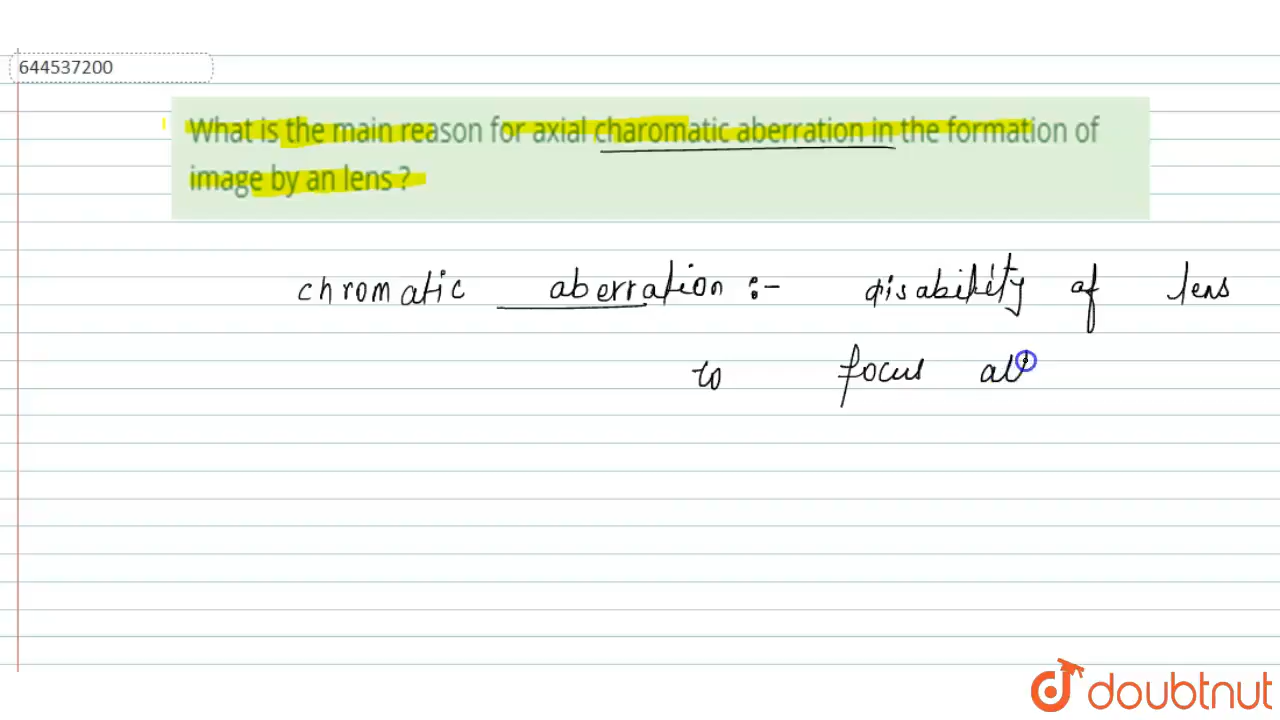 644537200
What is the main reason for axial charomatic aberration in the formation of
image by an lens ?
chromatic aberration :- disability of lens
to focus all
doubtnut